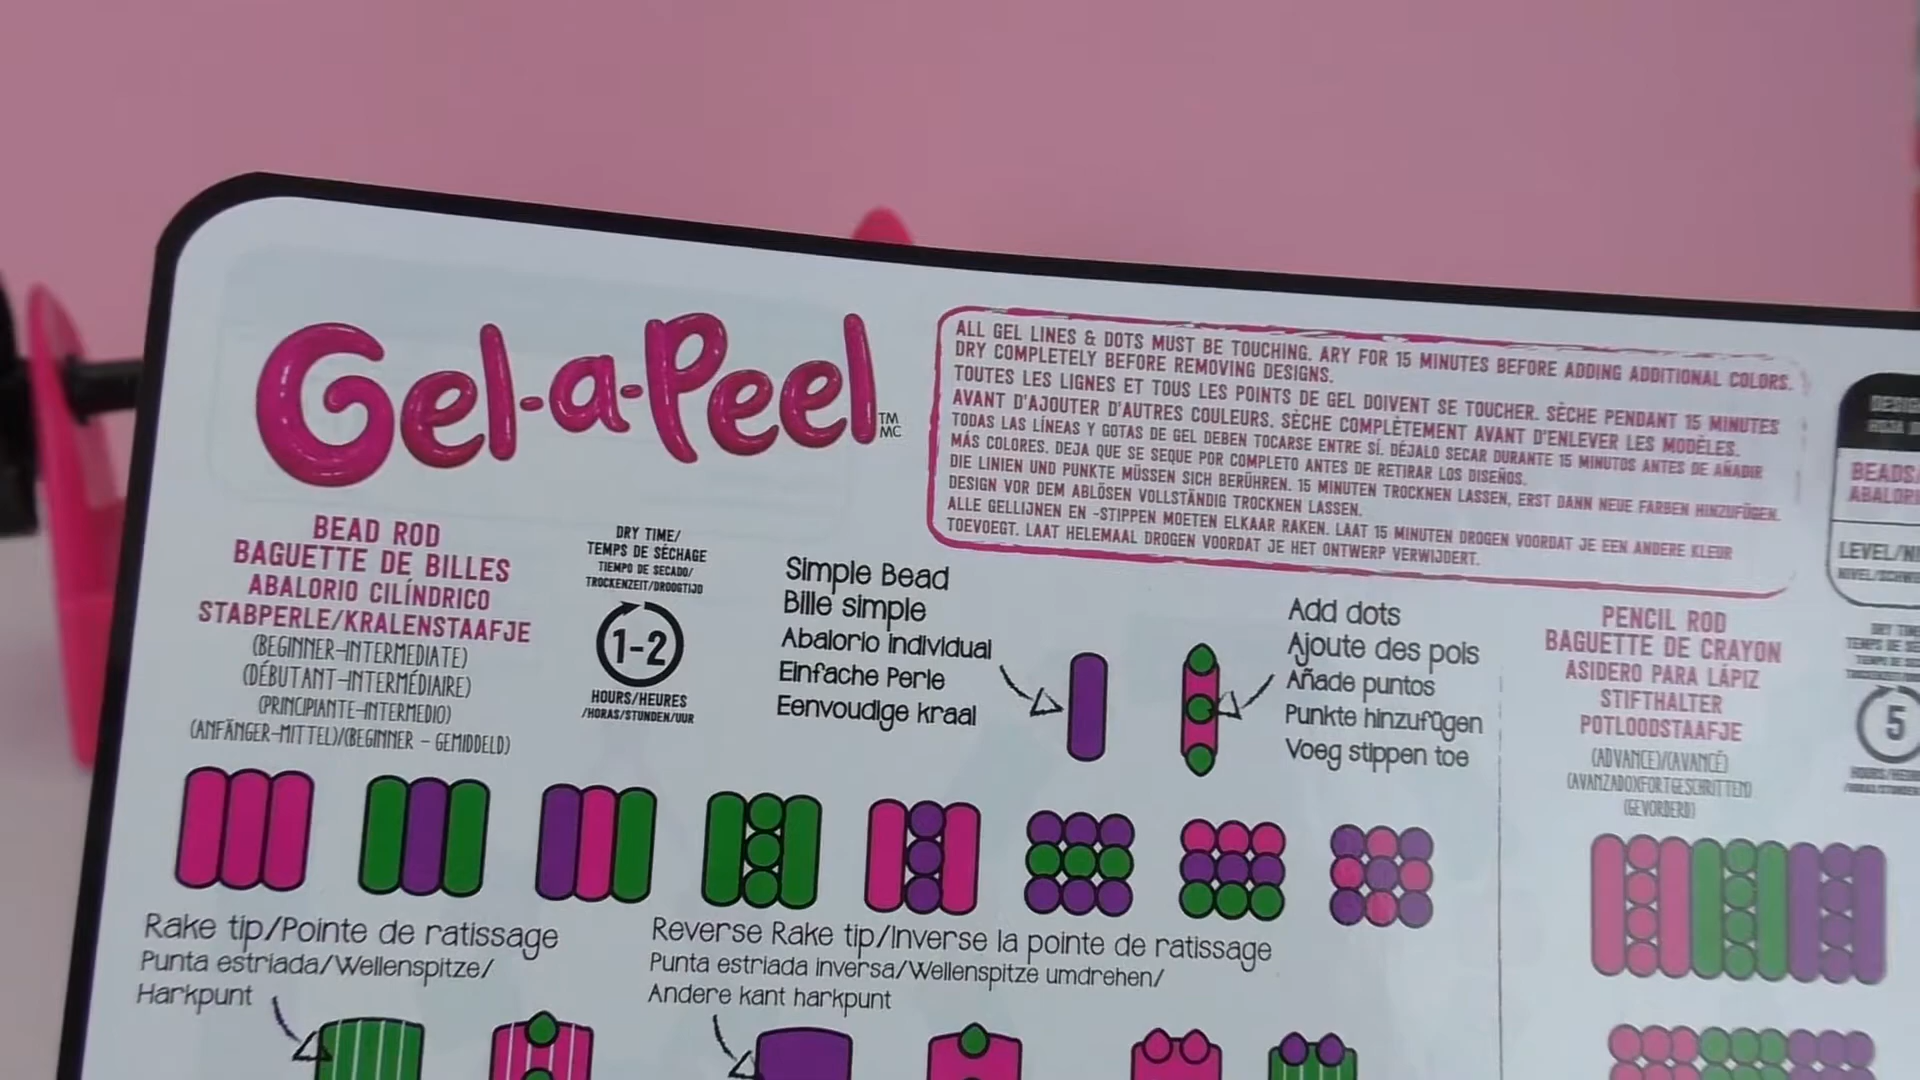 Gel-a-Peel
TM
MC
ALL GEL LINES & DOTS MUST BE TOUCHING. ARY FOR 15 MINUTES BEFORE ADDING ADDITIONAL COLORS.
DRY COMPLETELY BEFORE REMOVING DESIGNS.
TOUTES LES LIGNES ET TOUS LES POINTS DE GEL DOIVENT SE TOUCHER. SÈCHE PENDANT 15 MINUTES
AVANT D'AJOUTER D'AUTRES COULEURS. SÈCHE COMPLÈTEMENT AVANT D'ENLEVER LES MODÈLES.
TODAS LAS LÍNEAS Y GOTAS DE GEL DEBEN TOCARSE ENTRE SÍ. DÉJALO SECAR DURANTE 15 MINUTOS ANTES DE AÑADIR
MÁS COLORES. DEJA QUE SE SEQUE POR COMPLETO ANTES DE RETIRAR LOS DISEÑOS.
DIE LINIEN UND PUNKTE MÜSSEN SICH BERÜHREN. 15 MINUTEN TROCKNEN LASSEN, ERST DANN NEUE FARBEN HINZUFÜGEN.
DESIGN VOR DEM ABLÖSEN VOLLSTÄNDIG TROCKNEN LASSEN.
ALLE GELLIJNEN EN -STIPPEN MOETEN ELKAAR RAKEN. LAAT 15 MINUTEN DROGEN VOORDAT JE EEN ANDERE KLEUR
TOEVOEGT. LAAT HELEMAAL DROGEN VOORDAT JE HET ONTWERP VERWIJDERT.
BEAD ROD
BAGUETTE DE BILLES
ABALORIO CILÍNDRICO
STABPERLE/KRALENSTAAFJE
(BEGINNER-INTERMEDIATE)
(DÉBUTANT-INTERMÉDIAIRE)
(PRINCIPIANTE-INTERMEDIO)
(ANFÄNGER-MITTEL)/(BEGINNER - GEMIDDELD)
DRY TIME/
TEMPS DE SÉCHAGE
TIEMPO DE SECADO/
TROCKENZEIT/DROOGTIJD
1-2
HOURS/HEURES
/HORAS/STUNDEN/UUR
Simple Bead
Bille simple
Abalorio individual
Einfache Perle
Eenvoudige kraal
Add dots
Ajoute des pois
Añade puntos
Punkte hinzufügen
Voeg stippen toe
PENCIL ROD
BAGUETTE DE CRAYON
ASIDERO PARA LÁPIZ
STIFTHALTER
POTLOODSTAAFJE
(ADVANCE)/(AVANCÉ)
(GEVORDERD)
LEVEL/
5
Rake tip/Pointe de ratissage
Punta estriada/Wellenspitze/
Harkpunt
Reverse Rake tip/Inverse la pointe de ratissage
Punta estriada inversa/Wellenspitze umdrehen/
Andere kant harkpunt